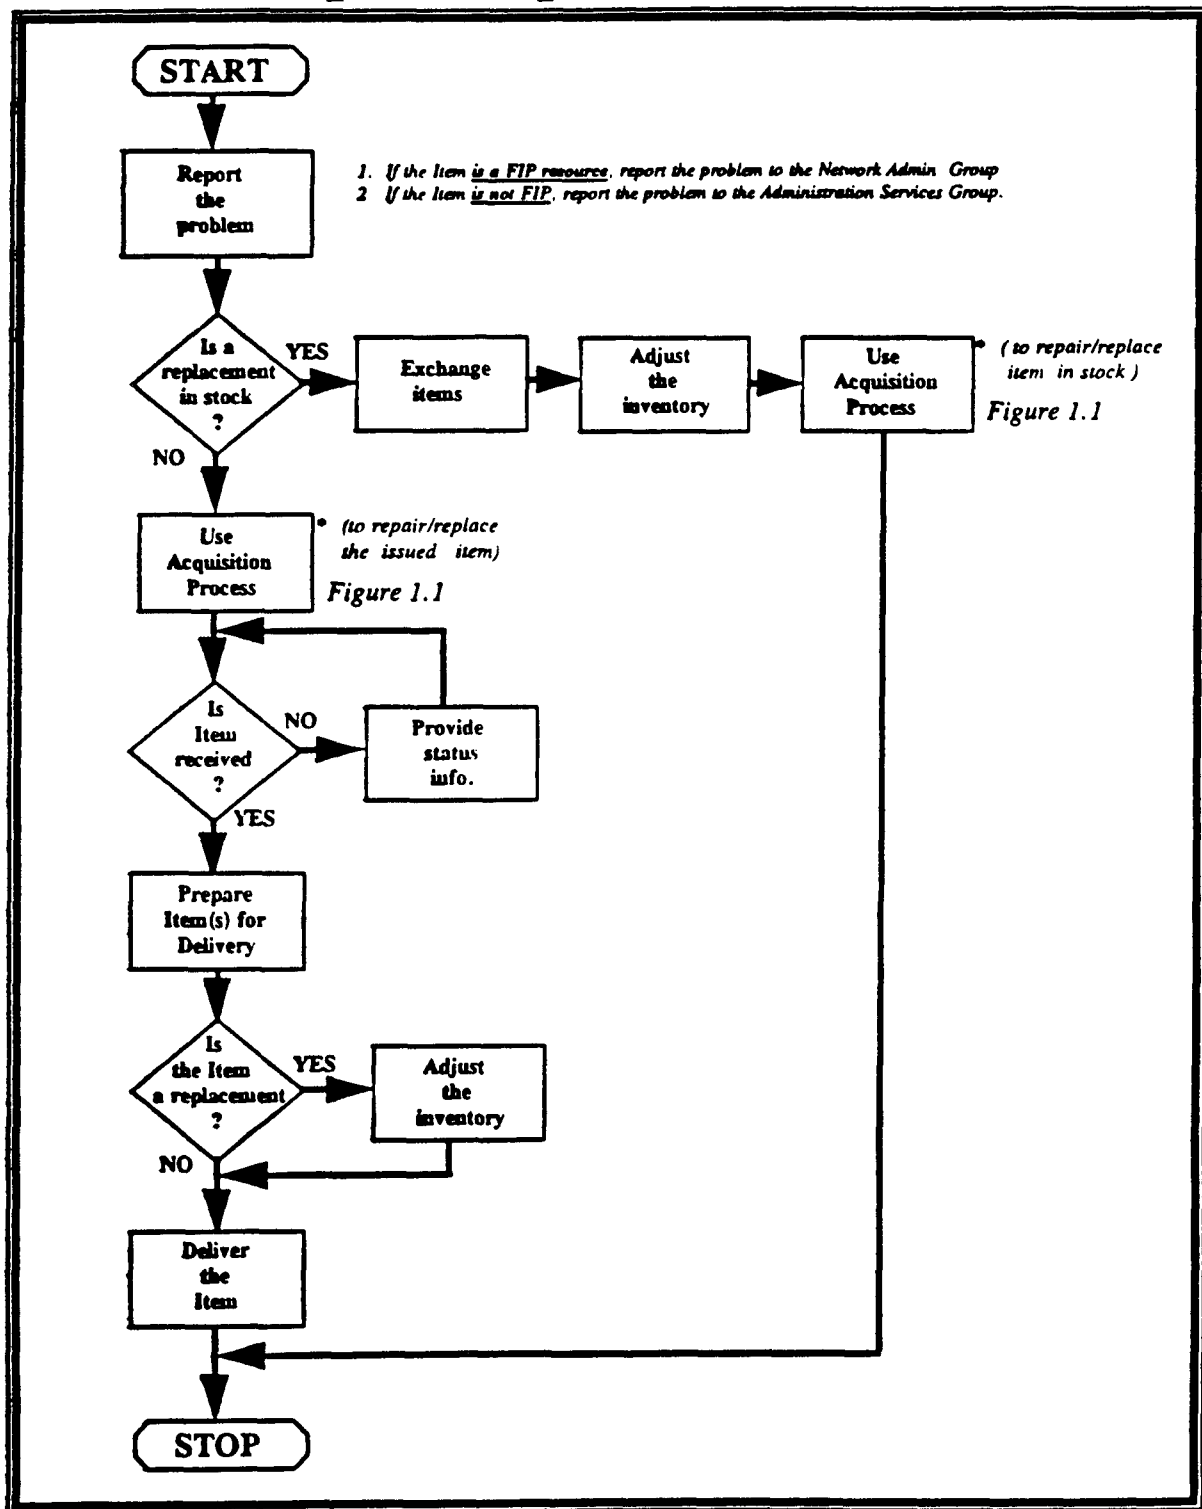 START
Report
the
problem
1. If the Item is a FIP resource, report the problem to the Network Admin Group
2 If the Item is not FIP, report the problem to the Administration Services Group.
Is a
replacement
in stock
?
YES
Exchange
items
Adjust
the
inventory
Use
Acquisition
Process
* (to repair/replace
item in stock)
Figure 1.1
NO
Use
Acquisition
Process
* (to repair/replace
the issued item)
Figure 1.1
Is
Item
received
?
NO
Provide
status
info.
YES
Prepare
Item(s) for
Delivery
Is
the Item
a replacement
?
YES
Adjust
the
inventory
NO
Deliver
the
Item
STOP